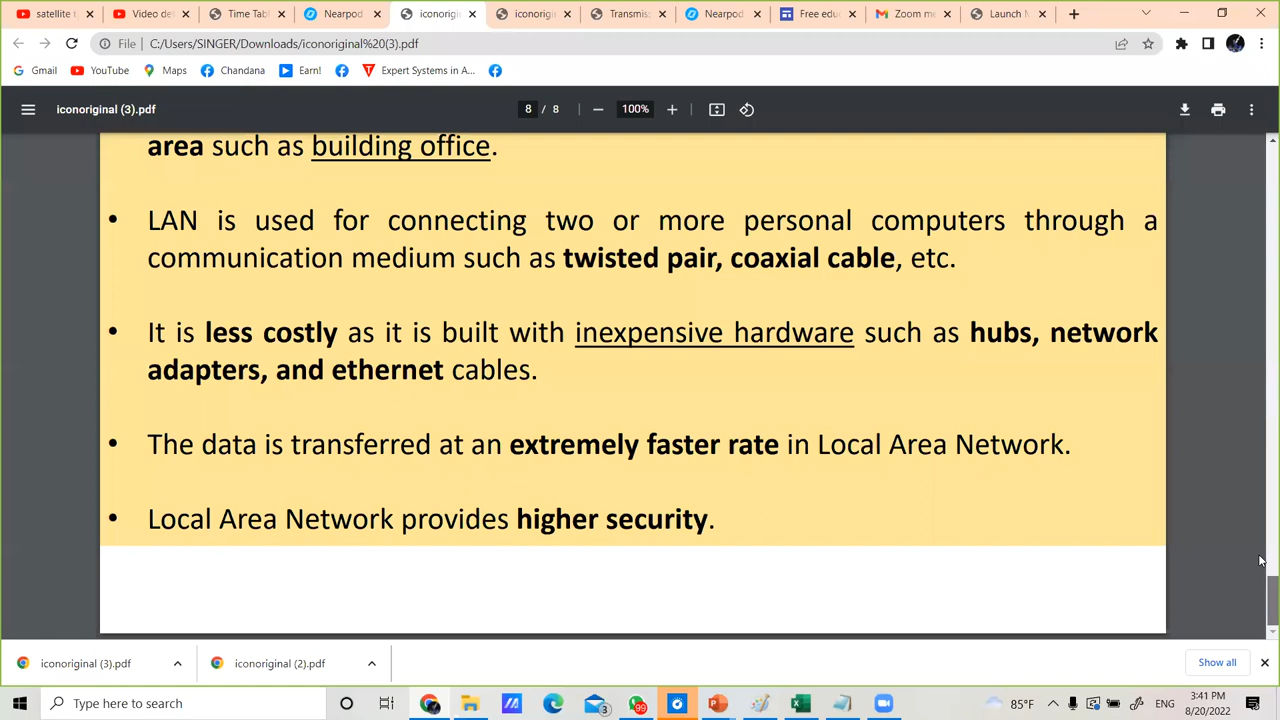 satellite t
Video de
Time Tab
Nearpod
iconorigi
iconorigin
Transmis
Nearpod
Free edu
Zoom me
Launch M
File
C:/Users/SINGER/Downloads/iconoriginal%20(3).pdf
Gmail
YouTube
Maps
Chandana
Earn!
Expert Systems in A...
iconoriginal (3).pdf
8 / 8
100%
area such as building office.
• LAN is used for connecting two or more personal computers through a
communication medium such as twisted pair, coaxial cable, etc.
• It is less costly as it is built with inexpensive hardware such as hubs, network
adapters, and ethernet cables.
• The data is transferred at an extremely faster rate in Local Area Network.
• Local Area Network provides higher security.
iconoriginal (3).pdf
iconoriginal (2).pdf
Show all
Type here to search
3
99
85°F
ENG
3:41 PM
8/20/2022